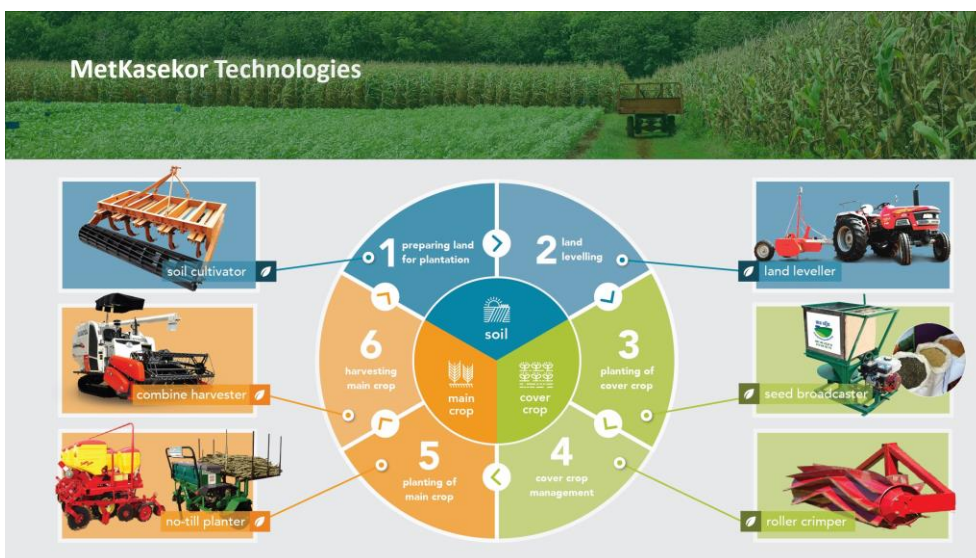 MetKasekor Technologies
soil cultivator
1 preparing land
for plantation
2 land
levelling
land leveller
soil
6
harvesting
main crop
combine harvester
main
crop
cover
crop
3
planting of
cover crop
seed broadcaster
5
planting of
main crop
no-till planter
4
cover crop
management
roller crimper